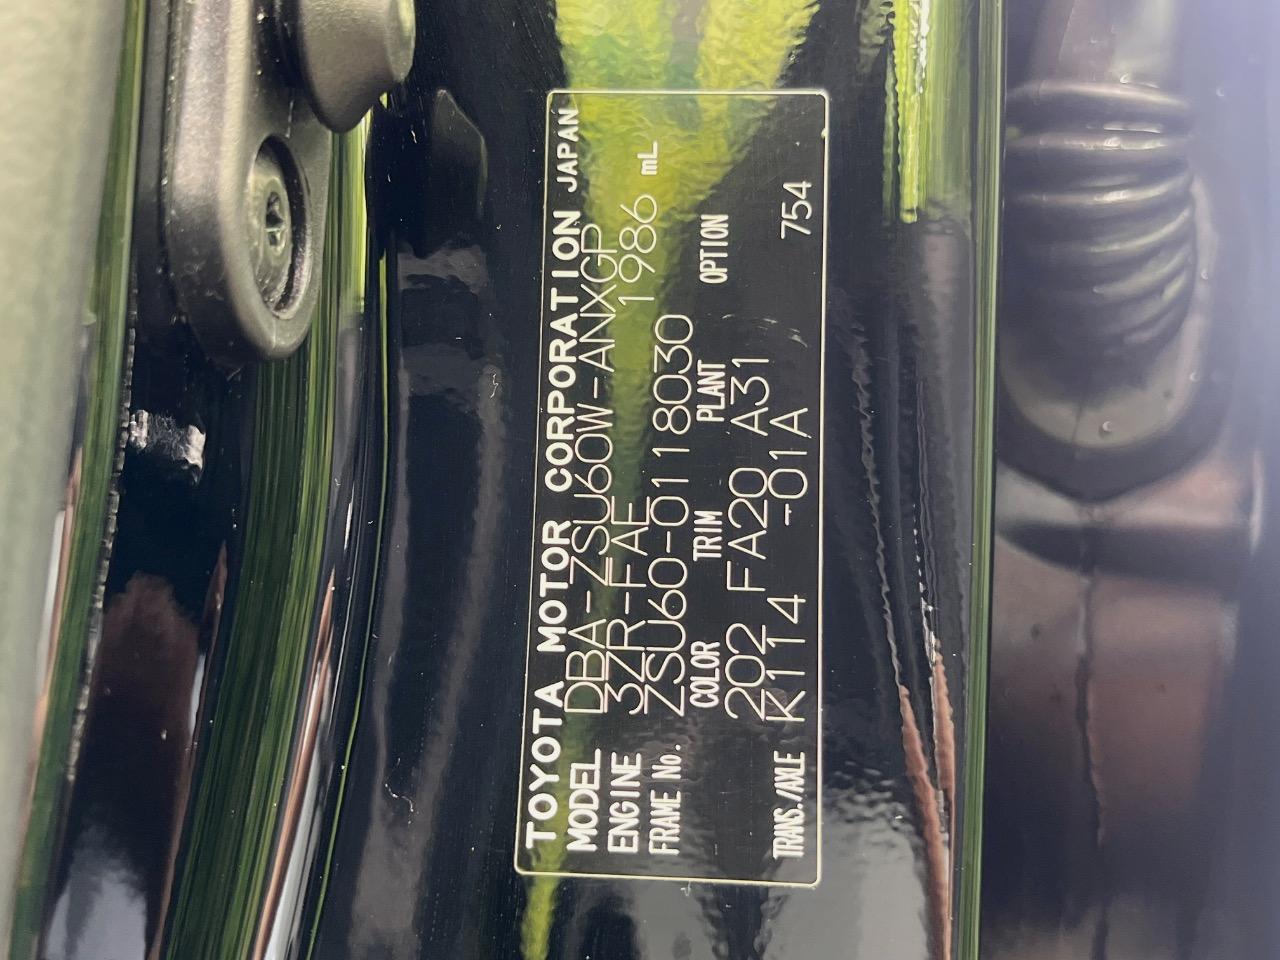 TOYOTA MOTOR CORPORATION JAPAN
MODEL DBA-ZSU60W-ANXGP
ENGINE 3ZR-FAE 1986 mL
FRAME No. ZSU60-0118030
COLOR TRIM PLANT OPTION
202 FA20 A31
TRANS./AXLE K114 -01A 754